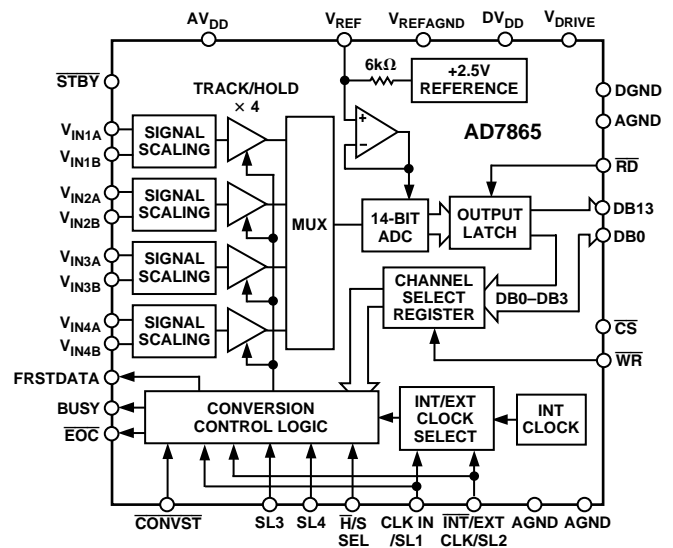 AVDD
VREF
VREFAGND
DVDD
VDRIVE
6kΩ
+2.5V
REFERENCE
STBY
TRACK/HOLD
× 4
DGND
AGND
AD7865
VIN1A
VIN1B
SIGNAL
SCALING
+
−
RD
VIN2A
VIN2B
SIGNAL
SCALING
MUX
14-BIT
ADC
OUTPUT
LATCH
DB13
DB0
VIN3A
VIN3B
SIGNAL
SCALING
CHANNEL
SELECT
REGISTER
DB0–DB3
VIN4A
VIN4B
SIGNAL
SCALING
CS
WR
FRSTDATA
BUSY
EOC
CONVERSION
CONTROL LOGIC
INT/EXT
CLOCK
SELECT
INT
CLOCK
CONVST
SL3
SL4
H/S
SEL
CLK IN
/SL1
INT/EXT
CLK/SL2
AGND
AGND